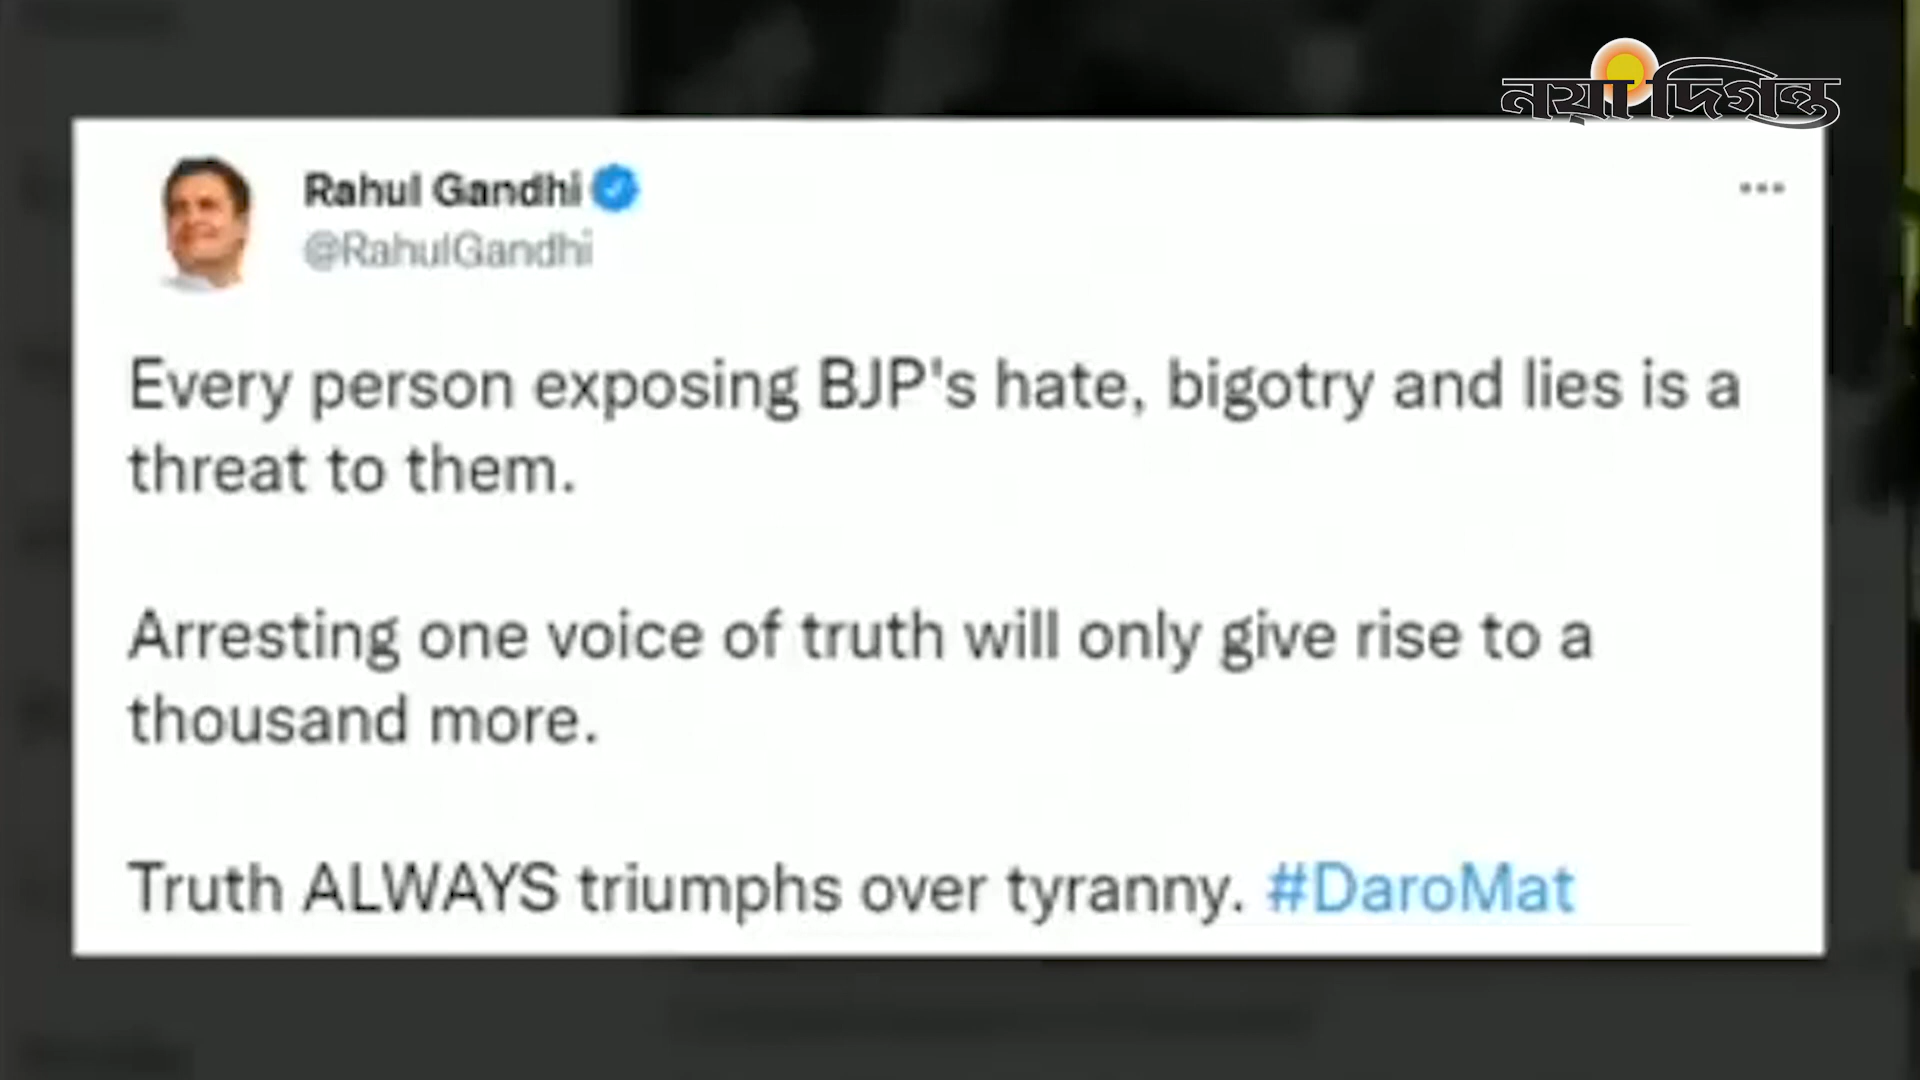 নয়া দিগন্ত
Rahul Gandhi
@RahulGandhi
Every person exposing BJP's hate, bigotry and lies is a
threat to them.
Arresting one voice of truth will only give rise to a
thousand more.
Truth ALWAYS triumphs over tyranny. #DaroMat